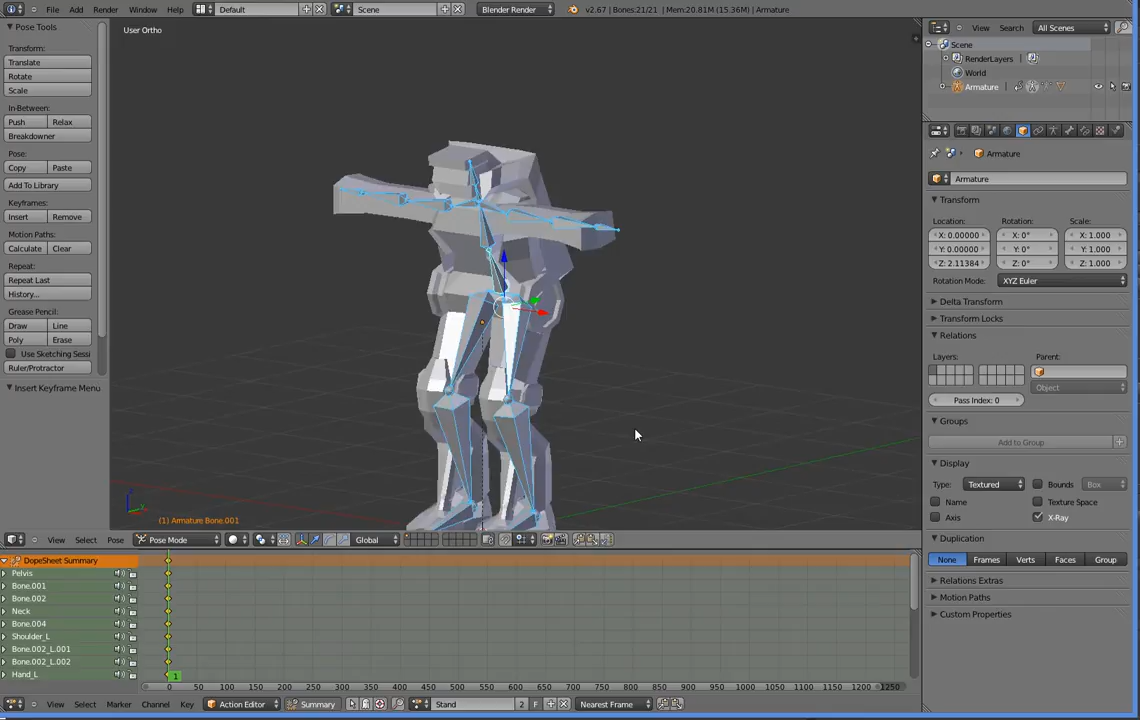 File Add Render Window Help Default Scene Blender Render v2.67 | Bones:21/21 | Mem:20.81M (15.36M) | Armature
Pose Tools
Transform:
Translate
Rotate
Scale
In-Between:
Push Relax
Breakdowner
Pose:
Copy Paste
Add To Library
Keyframes:
Insert Remove
Motion Paths:
Calculate Clear
Repeat:
Repeat Last
History...
Grease Pencil:
Draw Line
Poly Erase
Use Sketching Sessi
Ruler/Protractor
Insert Keyframe Menu
User Ortho
(1) Armature Bone.001
View Search All Scenes
Scene
RenderLayers
World
Armature
Armature
Armature
Transform
Location: Rotation: Scale:
X: 0.00000 X: 0° X: 1.000
Y: 0.00000 Y: 0° Y: 1.000
Z: 2.11384 Z: 0° Z: 1.000
Rotation Mode: XYZ Euler
Delta Transform
Transform Locks
Relations
Layers: Parent:
Object
Pass Index: 0
Groups
Add to Group
Display
Type: Textured Bounds Box
Name Texture Space
Axis X-Ray
Duplication
None Frames Verts Faces Group
Relations Extras
Motion Paths
Custom Properties
View Select Pose Pose Mode Global
DopeSheet Summary
Pelvis
Bone.001
Bone.002
Neck
Bone.004
Shoulder_L
Bone.002_L.001
Bone.002_L.002
Hand_L
1
0 50 100 150 200 250 300 350 400 450 500 550 600 650 700 750 800 850 900 950 1000 1050 1100 1150 1200 1250
View Select Marker Channel Key Action Editor Summary Stand 2 F Nearest Frame